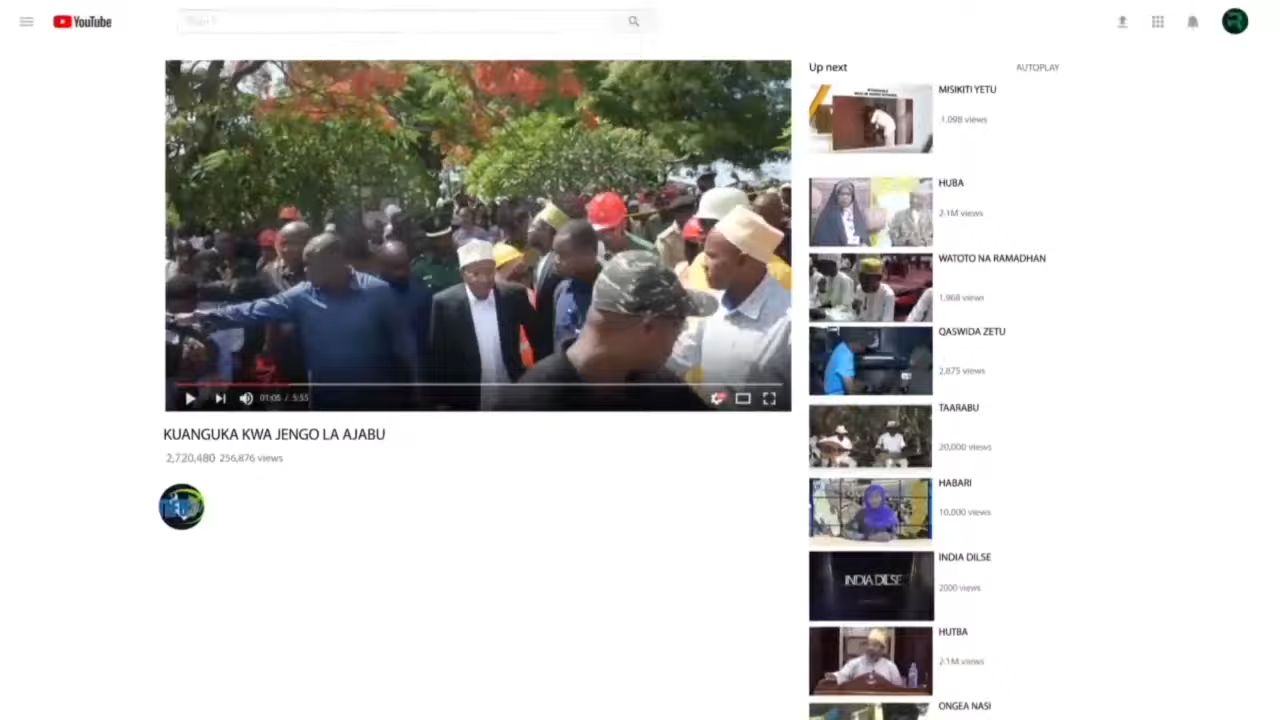 YouTube
01:05 / 5:55
KUANGUKA KWA JENGO LA AJABU
2,720,480 256,876 views
Up next
AUTOPLAY
MISIKITI YETU
1,098 views
HUBA
2.1M views
WATOTO NA RAMADHAN
1,868 views
QASWIDA ZETU
2,875 views
TAARABU
20,000 views
HABARI
10,000 views
INDIA DILSE
INDIA DILSE
2000 views
HUTBA
2.1M views
ONGEA NASI